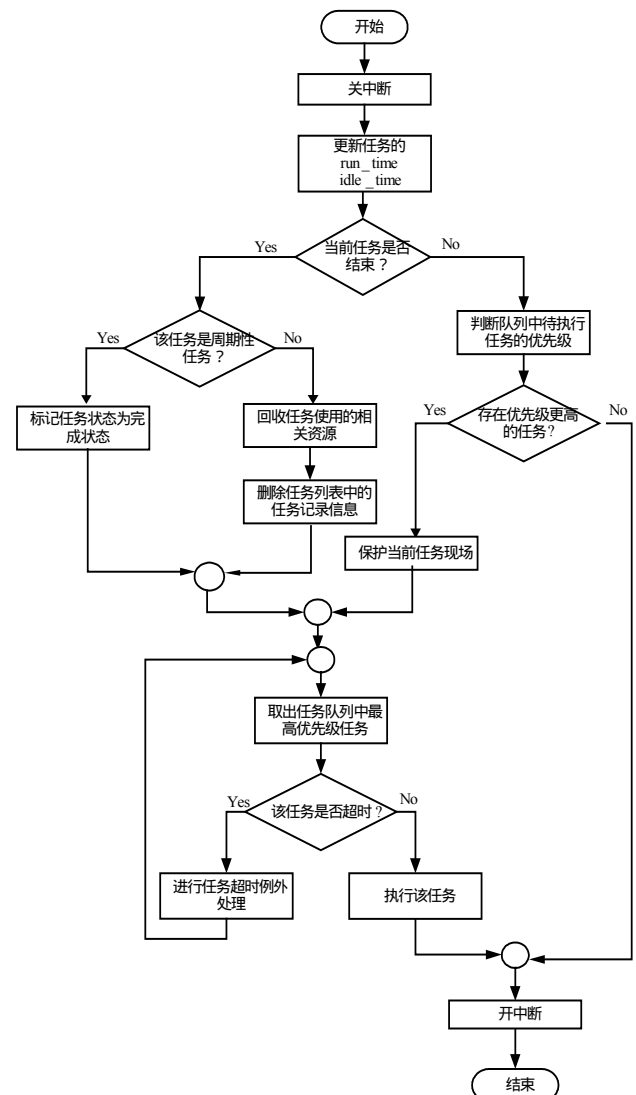 开始
关中断
更新任务的
run_time
idle_time
当前任务是否
结束？
Yes
No
该任务是周期性
任务？
Yes
No
判断队列中待执行
任务的优先级
标记任务状态为完
成状态
回收任务使用的相
关资源
存在优先级更高
的任务？
Yes
No
删除任务列表中的
任务记录信息
保护当前任务现场
取出任务队列中最
高优先级任务
该任务是否超时？
Yes
No
进行任务超时例外
处理
执行该任务
开中断
结束